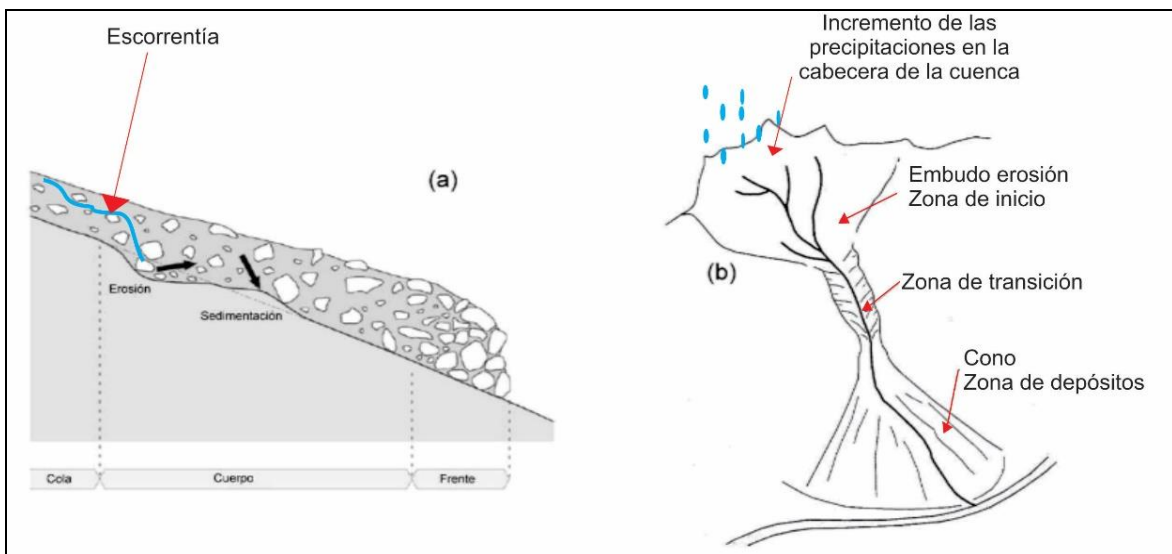 Escorrentía
(a)
Erosión
Sedimentación
Cola
Cuerpo
Frente
Incremento de las
precipitaciones en la
cabecera de la cuenca
Embudo erosión
Zona de inicio
(b)
Zona de transición
Cono
Zona de depósitos